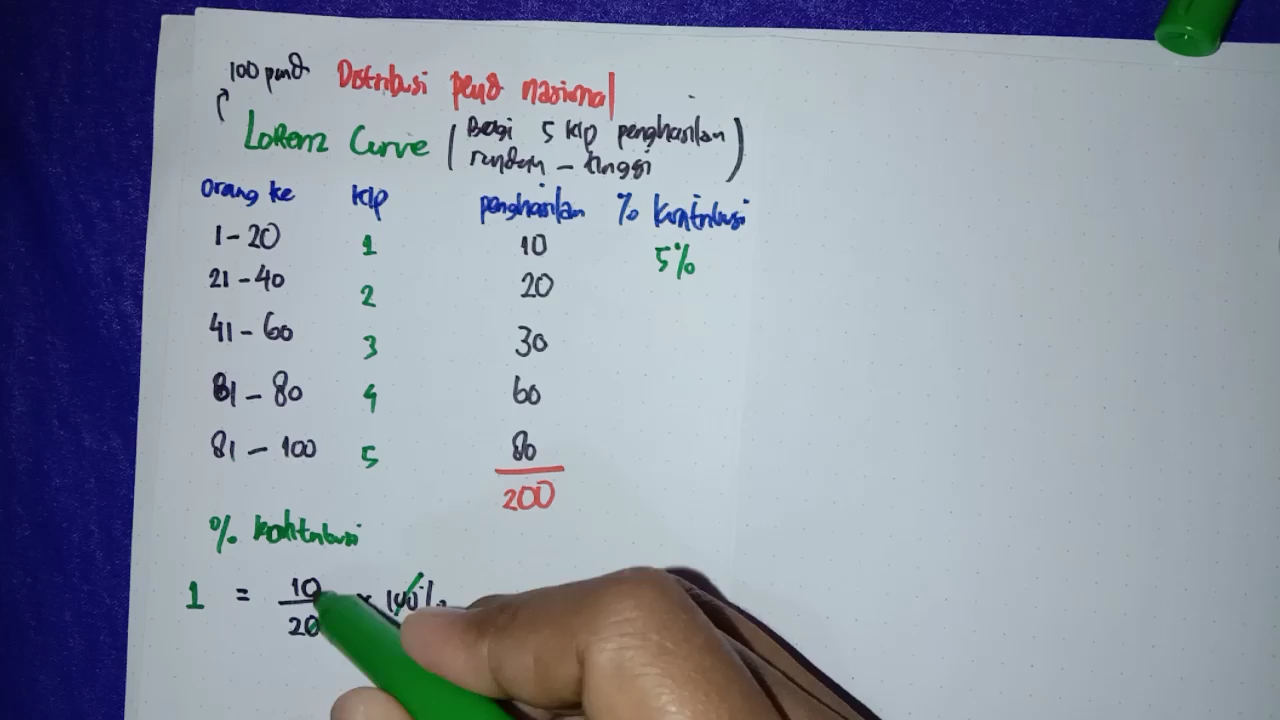 100 pend Distribusi pend nasional
Lorenz Curve (Bagi 5 klp penghasilan
rendah - tinggi)
Orang ke klp penghasilan % kontribusi
1-20 1 10 5%
21-40 2 20
41-60 3 30
81-80 4 60
81-100 5 80
200
% kontribusi
1 = 10 × 100%
20